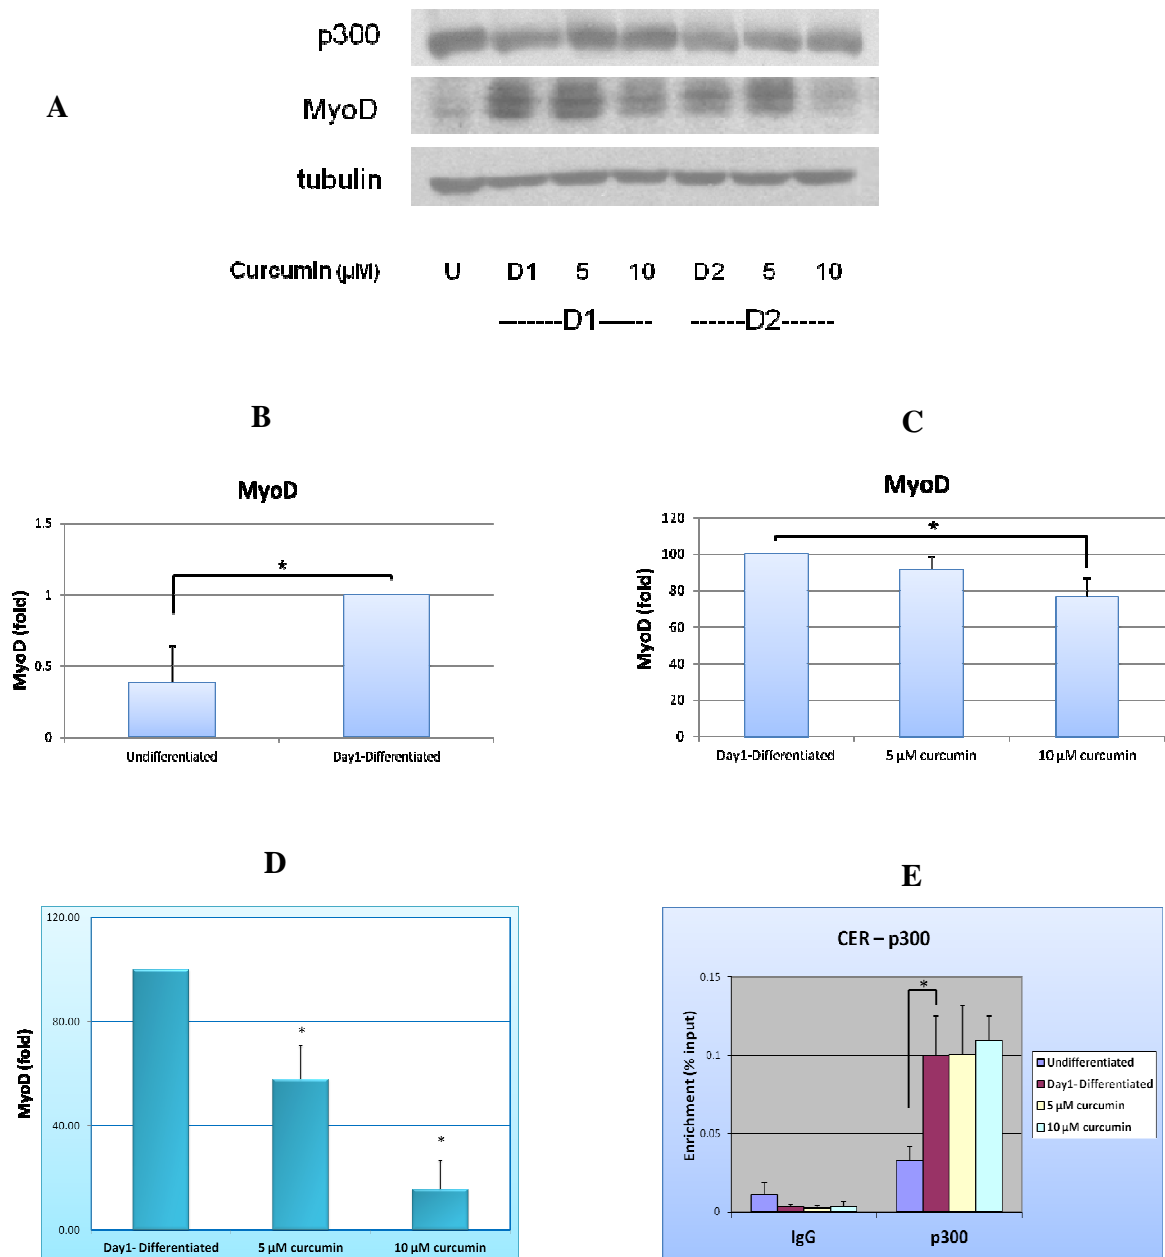 p300
A
MyoD
tubulin
Curcumin (µM) U D1 5 10 D2 5 10
-------D1------ ------D2------
B
C
MyoD
MyoD
1.5
1
0.5
0
MyoD (fold)
*
Undifferentiated Day1-Differentiated
120
100
80
60
40
20
0
MyoD (fold)
*
Day1-Differentiated 5 µM curcumin 10 µM curcumin
D
E
120.00
80.00
40.00
0.00
MyoD (fold)
*
*
Day1- Differentiated 5 µM curcumin 10 µM curcumin
CER – p300
0.15
0.1
0.05
0
Enrichment (% input)
*
IgG p300
Undifferentiated
Day1- Differentiated
5 µM curcumin
10 µM curcumin